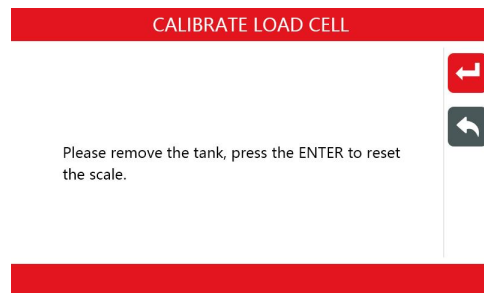 CALIBRATE LOAD CELL
Please remove the tank, press the ENTER to reset
the scale.